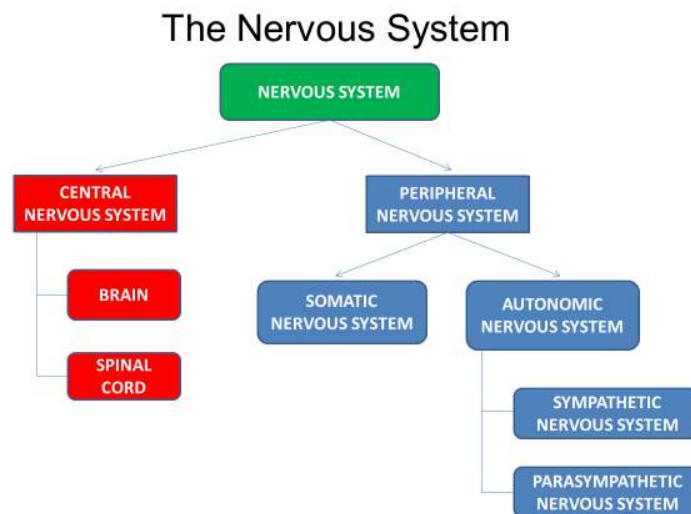 The Nervous System
NERVOUS SYSTEM
CENTRAL
NERVOUS SYSTEM
PERIPHERAL
NERVOUS SYSTEM
BRAIN
SPINAL
CORD
SOMATIC
NERVOUS SYSTEM
AUTONOMIC
NERVOUS SYSTEM
SYMPATHETIC
NERVOUS SYSTEM
PARASYMPATHETIC
NERVOUS SYSTEM